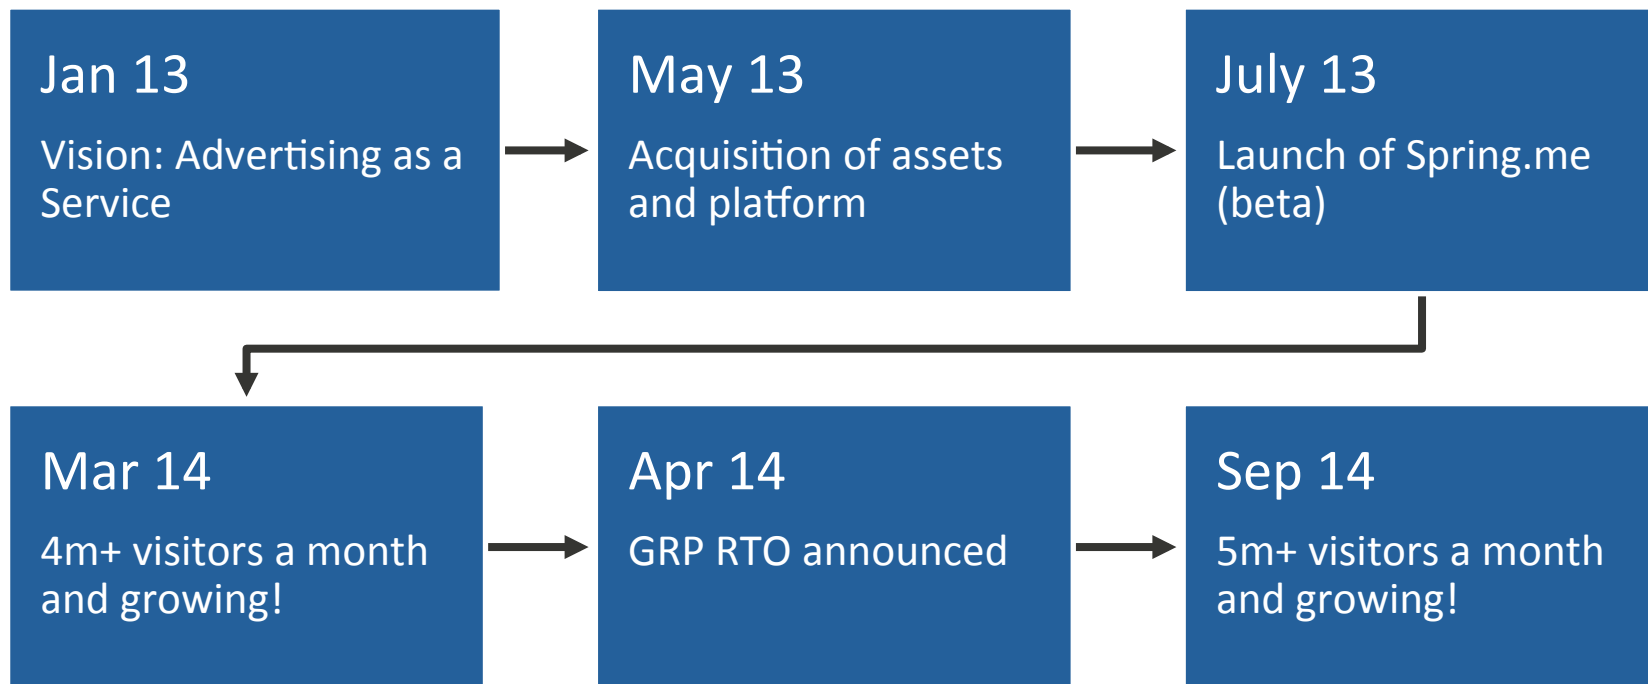 Jan 13
Vision: Advertising as a
Service
May 13
Acquisition of assets
and platform
July 13
Launch of Spring.me
(beta)
Mar 14
4m+ visitors a month
and growing!
Apr 14
GRP RTO announced
Sep 14
5m+ visitors a month
and growing!